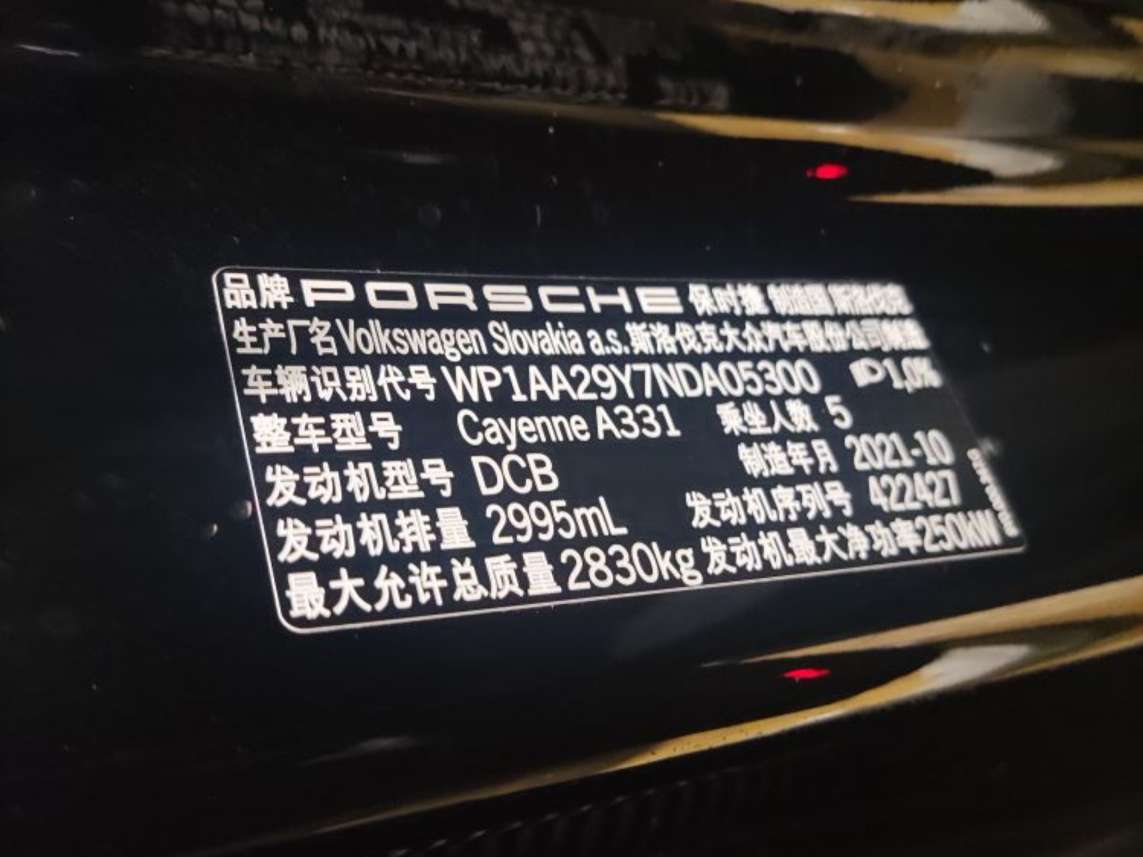 品牌 PORSCHE 保时捷 制造国 斯洛伐克
生产厂名 Volkswagen Slovakia a.s. 斯洛伐克大众汽车股份公司制造
车辆识别代号 WP1AA29Y7NDA05300 1,0%
整车型号 Cayenne A331 乘坐人数 5
发动机型号 DCB 制造年月 2021-10
发动机排量 2995mL 发动机序列号 422427
最大允许总质量 2830kg 发动机最大净功率 250kW